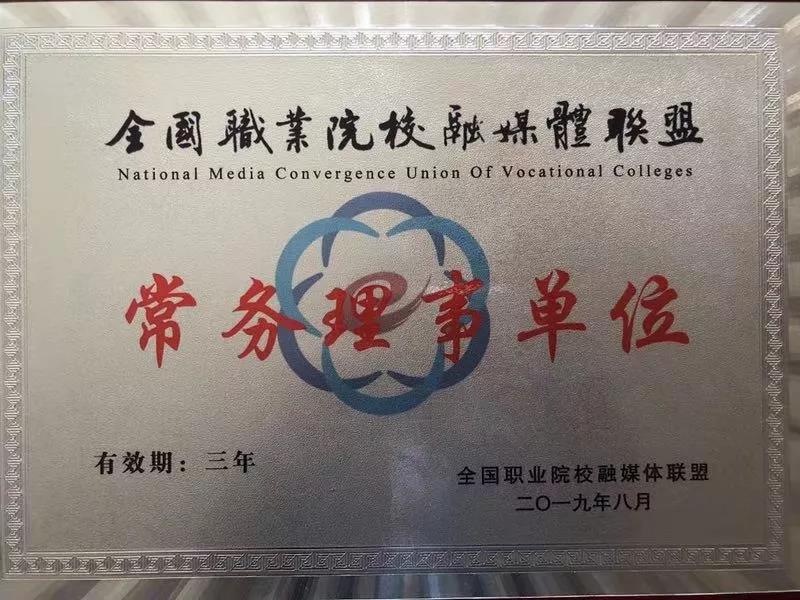 全國職業院校融媒體聯盟
National Media Convergence Union Of Vocational Colleges
常务理事单位
有效期：三年
全国职业院校融媒体联盟
二〇一九年八月